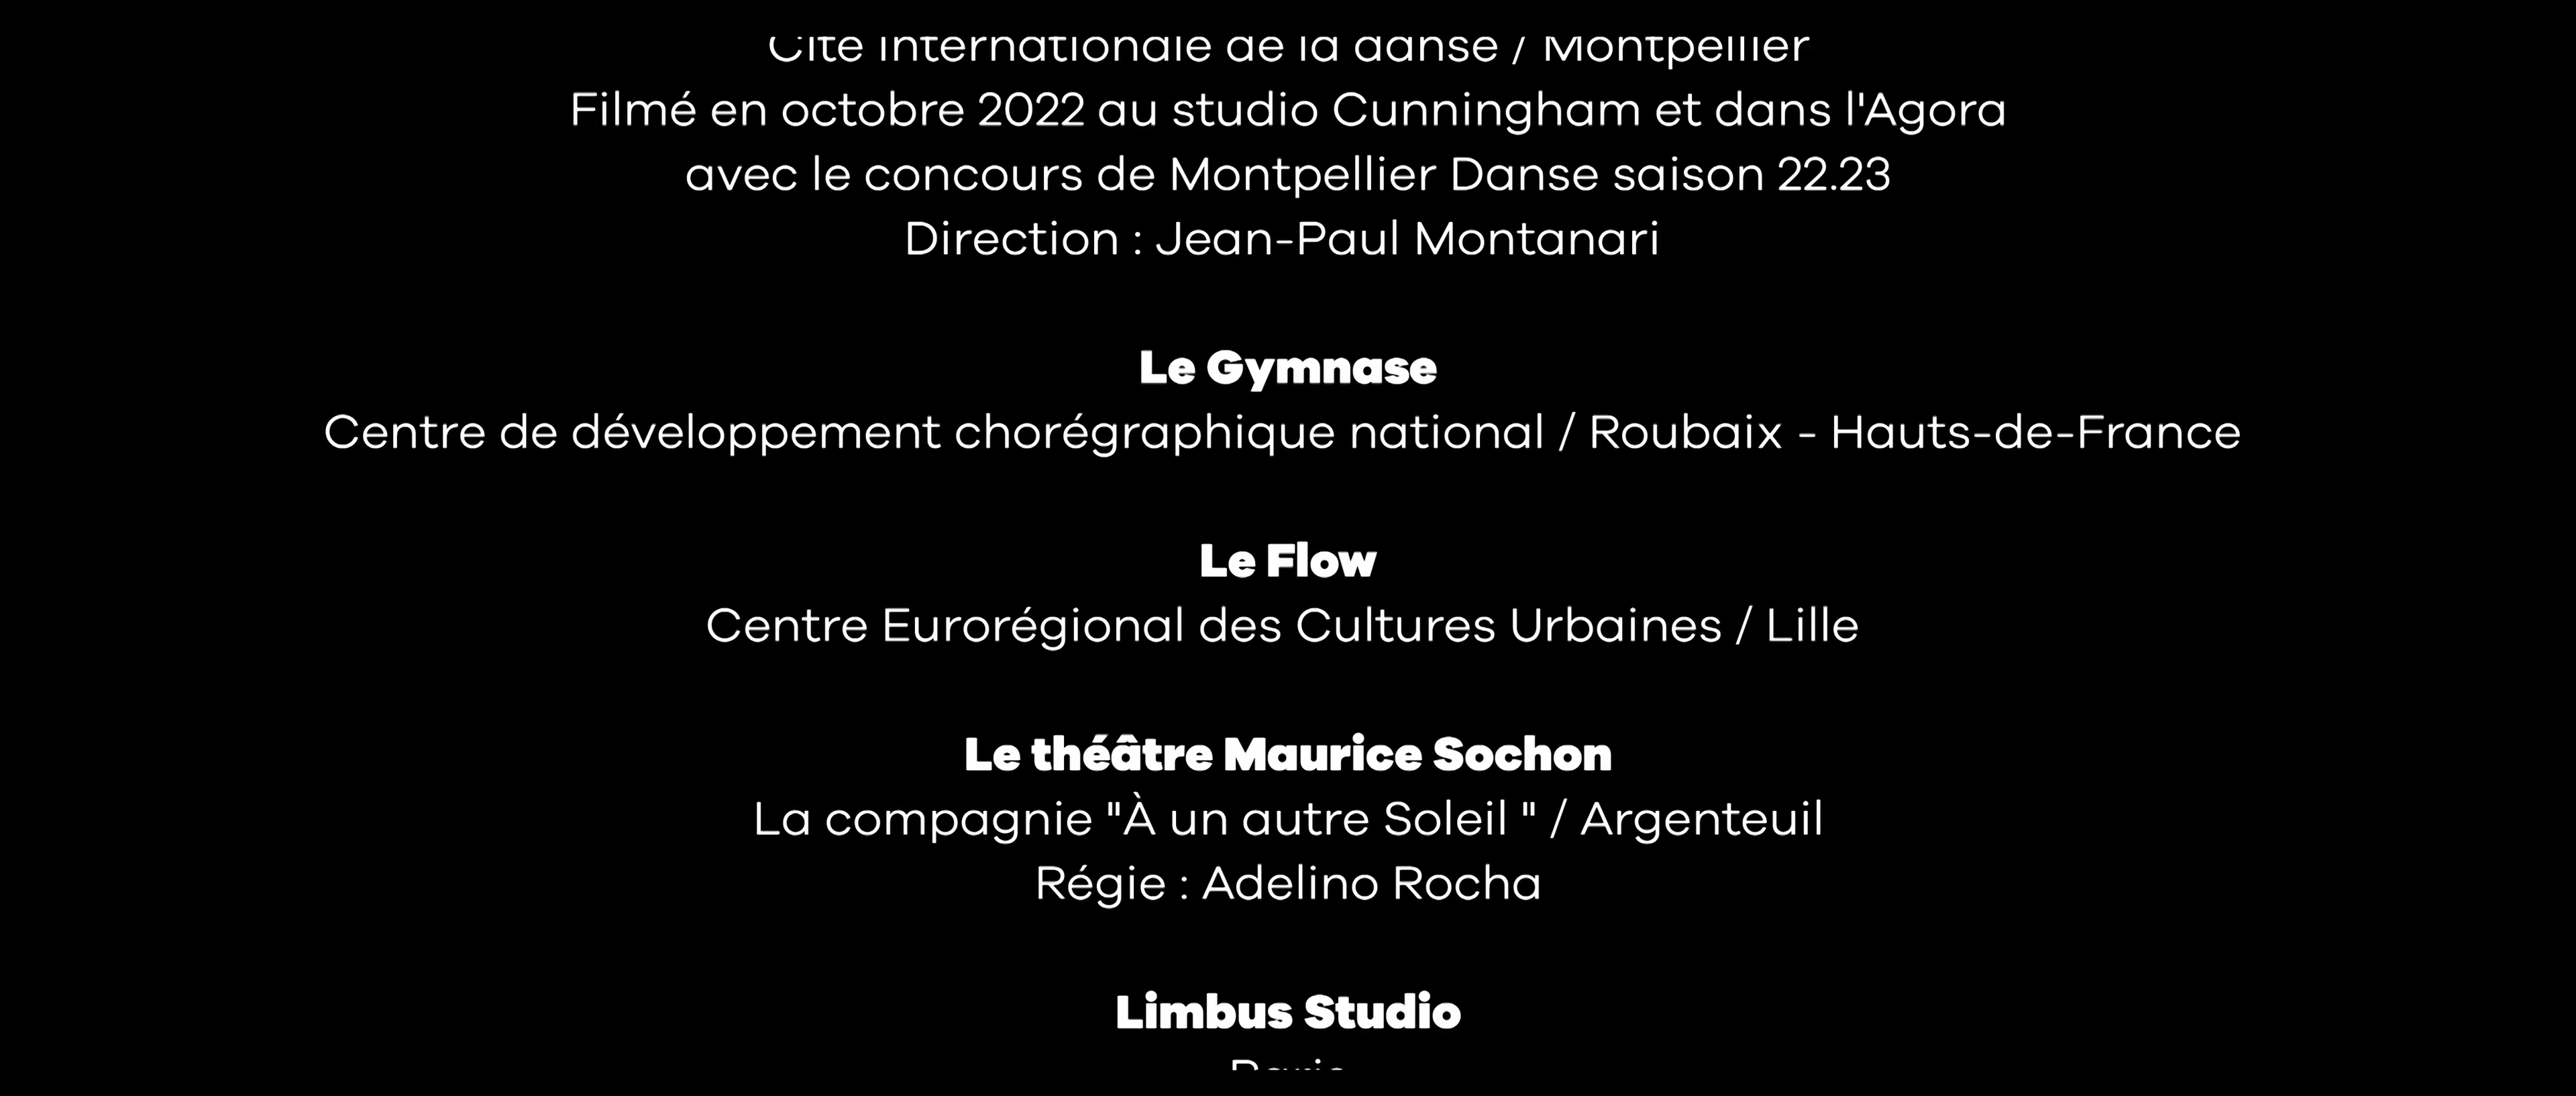 Cité internationale de la danse / Montpellier
Filmé en octobre 2022 au studio Cunningham et dans l'Agora
avec le concours de Montpellier Danse saison 22.23
Direction : Jean-Paul Montanari
Le Gymnase
Centre de développement chorégraphique national / Roubaix - Hauts-de-France
Le Flow
Centre Eurorégional des Cultures Urbaines / Lille
Le théâtre Maurice Sochon
La compagnie "À un autre Soleil " / Argenteuil
Régie : Adelino Rocha
Limbus Studio